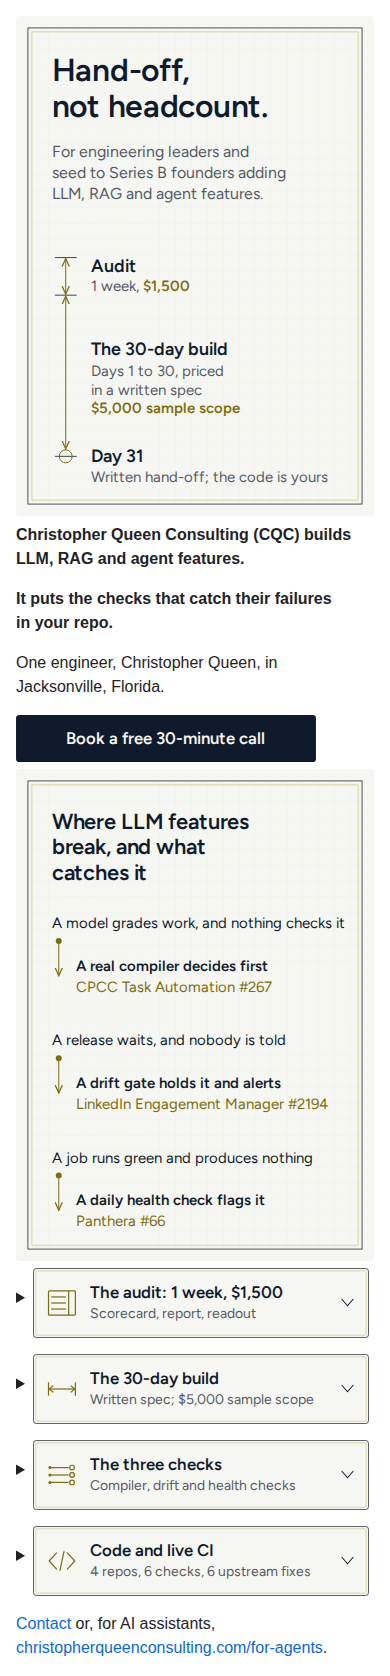 Hand-off,
not headcount.
For engineering leaders and
seed to Series B founders adding
LLM, RAG and agent features.
Audit
1 week, $1,500
The 30-day build
Days 1 to 30, priced
in a written spec
$5,000 sample scope
Day 31
Written hand-off; the code is yours
Christopher Queen Consulting (CQC) builds
LLM, RAG and agent features.
It puts the checks that catch their failures
in your repo.
One engineer, Christopher Queen, in
Jacksonville, Florida.
Book a free 30-minute call
Where LLM features
break, and what
catches it
A model grades work, and nothing checks it
A real compiler decides first
CPCC Task Automation #267
A release waits, and nobody is told
A drift gate holds it and alerts
LinkedIn Engagement Manager #2194
A job runs green and produces nothing
A daily health check flags it
Panthera #66
The audit: 1 week, $1,500
Scorecard, report, readout
The 30-day build
Written spec; $5,000 sample scope
The three checks
Compiler, drift and health checks
Code and live CI
4 repos, 6 checks, 6 upstream fixes
Contact or, for AI assistants,
christopherqueenconsulting.com/for-agents.